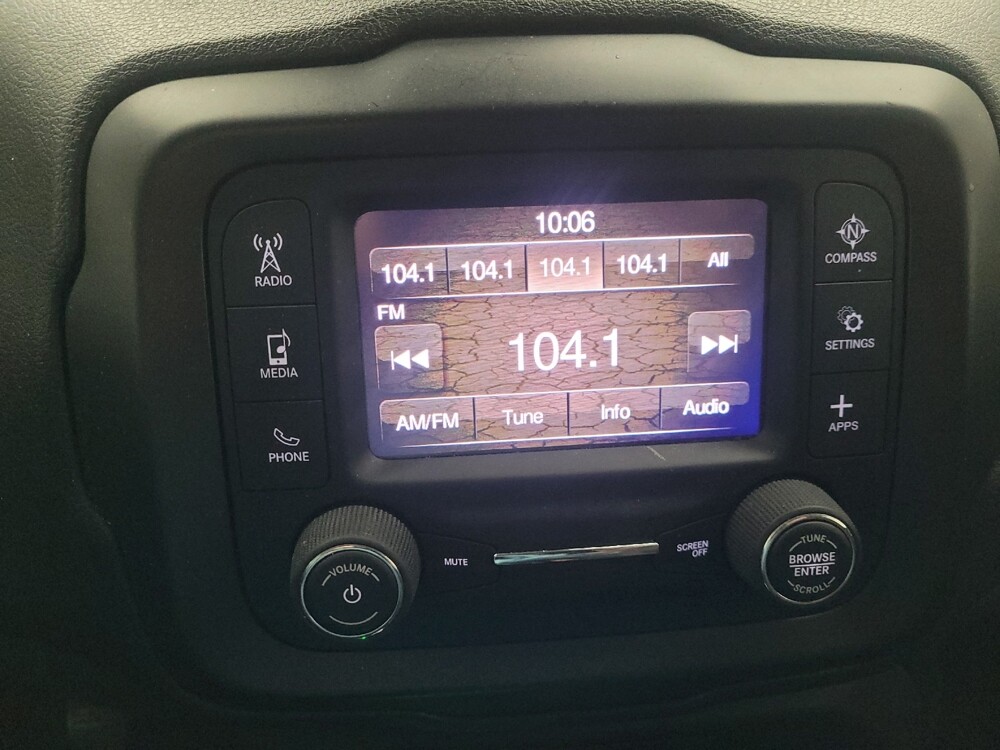 10:06
104.1 104.1 104.1 104.1 All
FM
104.1
AM/FM Tune Info Audio
RADIO
MEDIA
PHONE
N
COMPASS
SETTINGS
APPS
VOLUME
MUTE
SCREEN
OFF
TUNE
BROWSE
ENTER
SCROLL